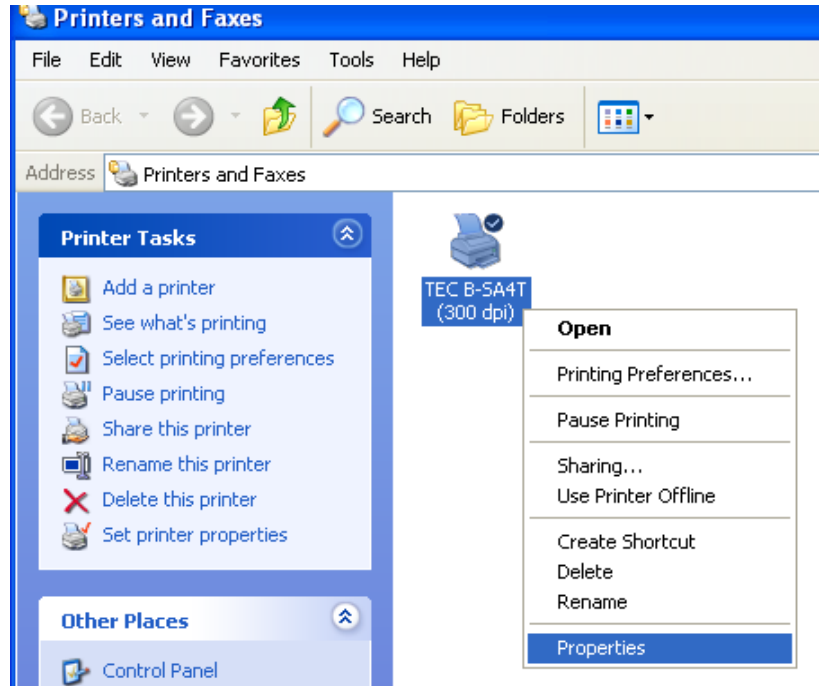 Printers and Faxes
File Edit View Favorites Tools Help
Back Search Folders
Address Printers and Faxes
Printer Tasks
Add a printer
See what's printing
Select printing preferences
Pause printing
Share this printer
Rename this printer
Delete this printer
Set printer properties
Other Places
Control Panel
TEC B-SA4T
(300 dpi)
Open
Printing Preferences...
Pause Printing
Sharing...
Use Printer Offline
Create Shortcut
Delete
Rename
Properties